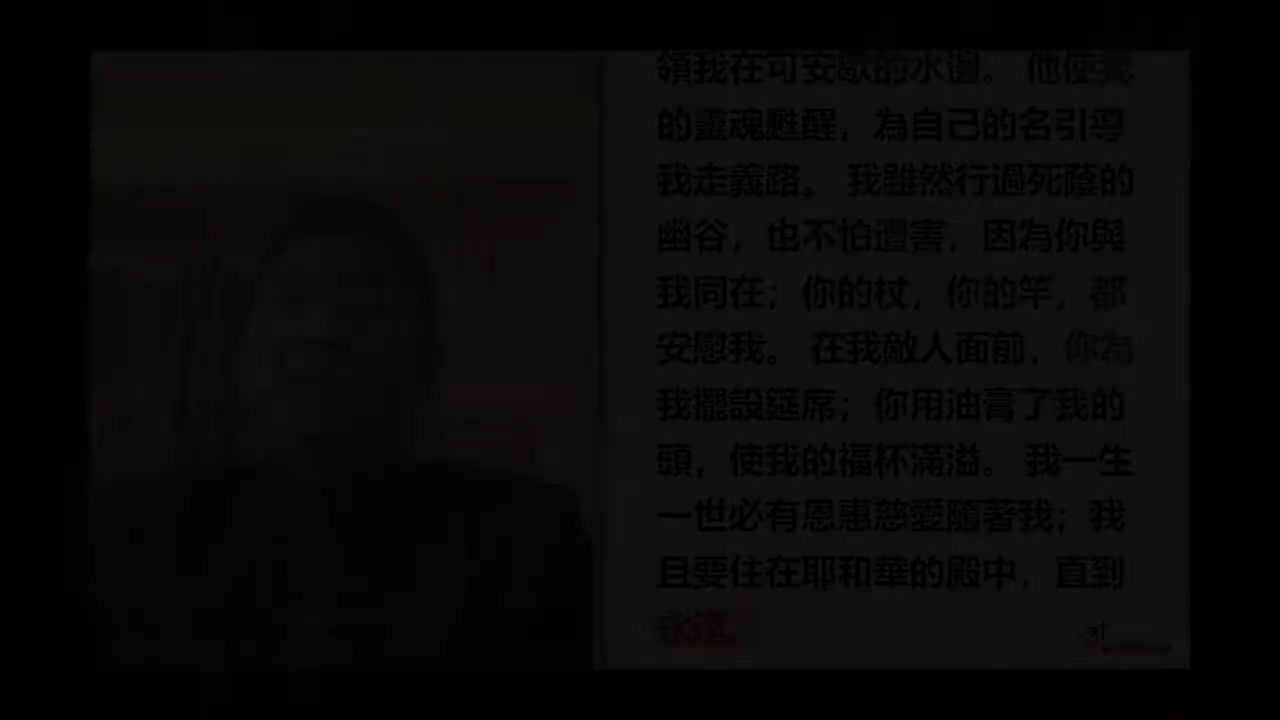 領我在可安歇的水邊。 他使我
的靈魂甦醒，為自己的名引導
我走義路。 我雖然行過死蔭的
幽谷，也不怕遭害，因為你與
我同在；你的杖，你的竿，都
安慰我。 在我敵人面前，你為
我擺設筵席；你用油膏了我的
頭，使我的福杯滿溢。 我一生
一世必有恩惠慈愛隨著我；我
且要住在耶和華的殿中，直到
永遠